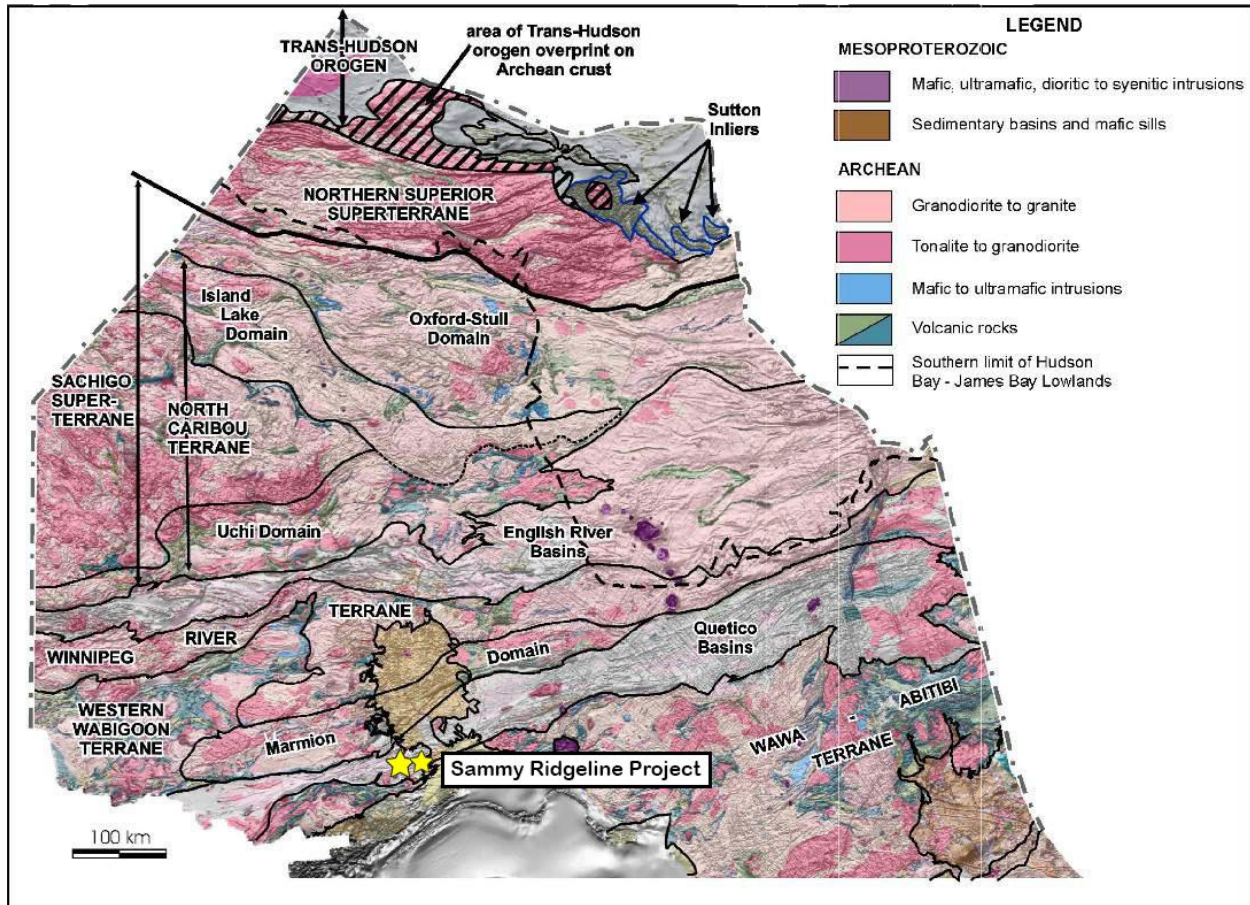 TRANS-HUDSON
OROGEN
area of Trans-Hudson
orogen overprint on
Archean crust
Sutton
Inliers
NORTHERN SUPERIOR
SUPERTERRANE
Island
Lake
Domain
Oxford-Stull
Domain
SACHIGO
SUPER-
TERRANE
NORTH
CARIBOU
TERRANE
Uchi Domain
English River
Basins
WINNIPEG
RIVER
TERRANE
Domain
Quetico
Basins
WESTERN
WABIGOON
TERRANE
Marmion
WAWA
-
ABITIBI
TERRANE
Sammy Ridgeline Project
100 km
LEGEND
MESOPROTEROZOIC
Mafic, ultramafic, dioritic to syenitic intrusions
Sedimentary basins and mafic sills
ARCHEAN
Granodiorite to granite
Tonalite to granodiorite
Mafic to ultramafic intrusions
Volcanic rocks
Southern limit of Hudson
Bay - James Bay Lowlands